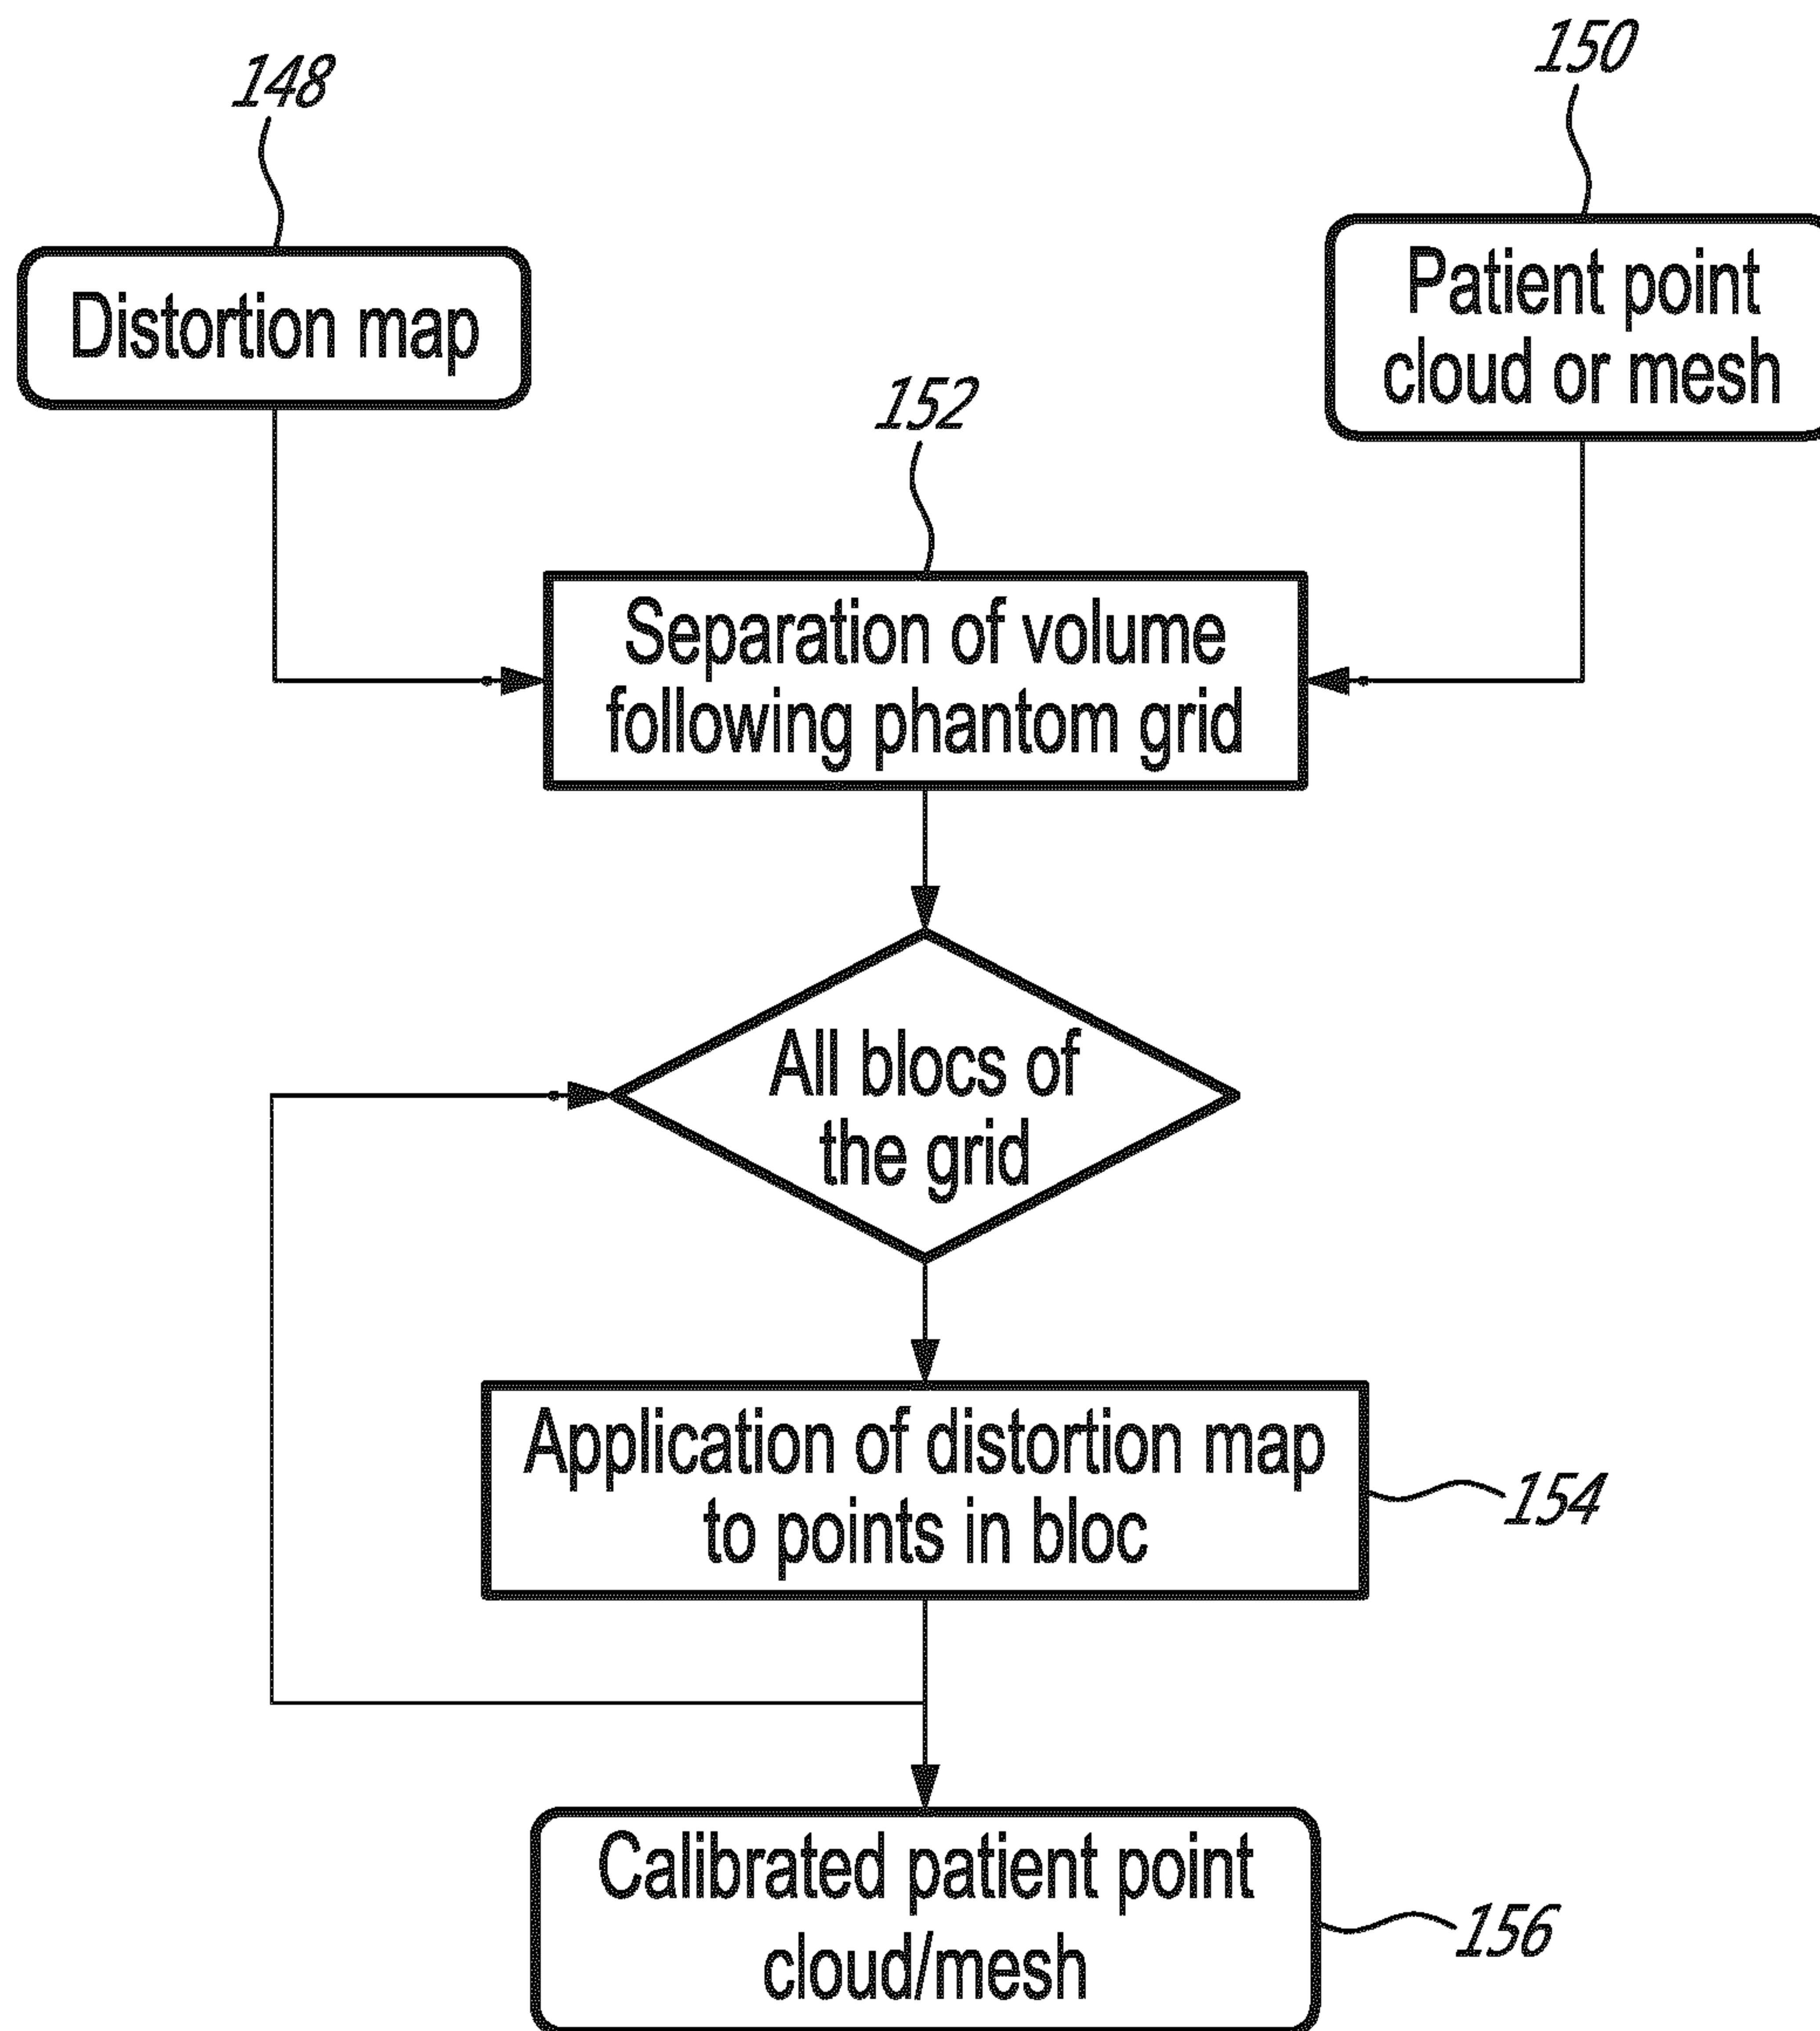 148
150
Distortion map
Patient point
cloud or mesh
152
Separation of volume
following phantom grid
All blocs of
the grid
Application of distortion map
to points in bloc
154
Calibrated patient point
cloud/mesh
156